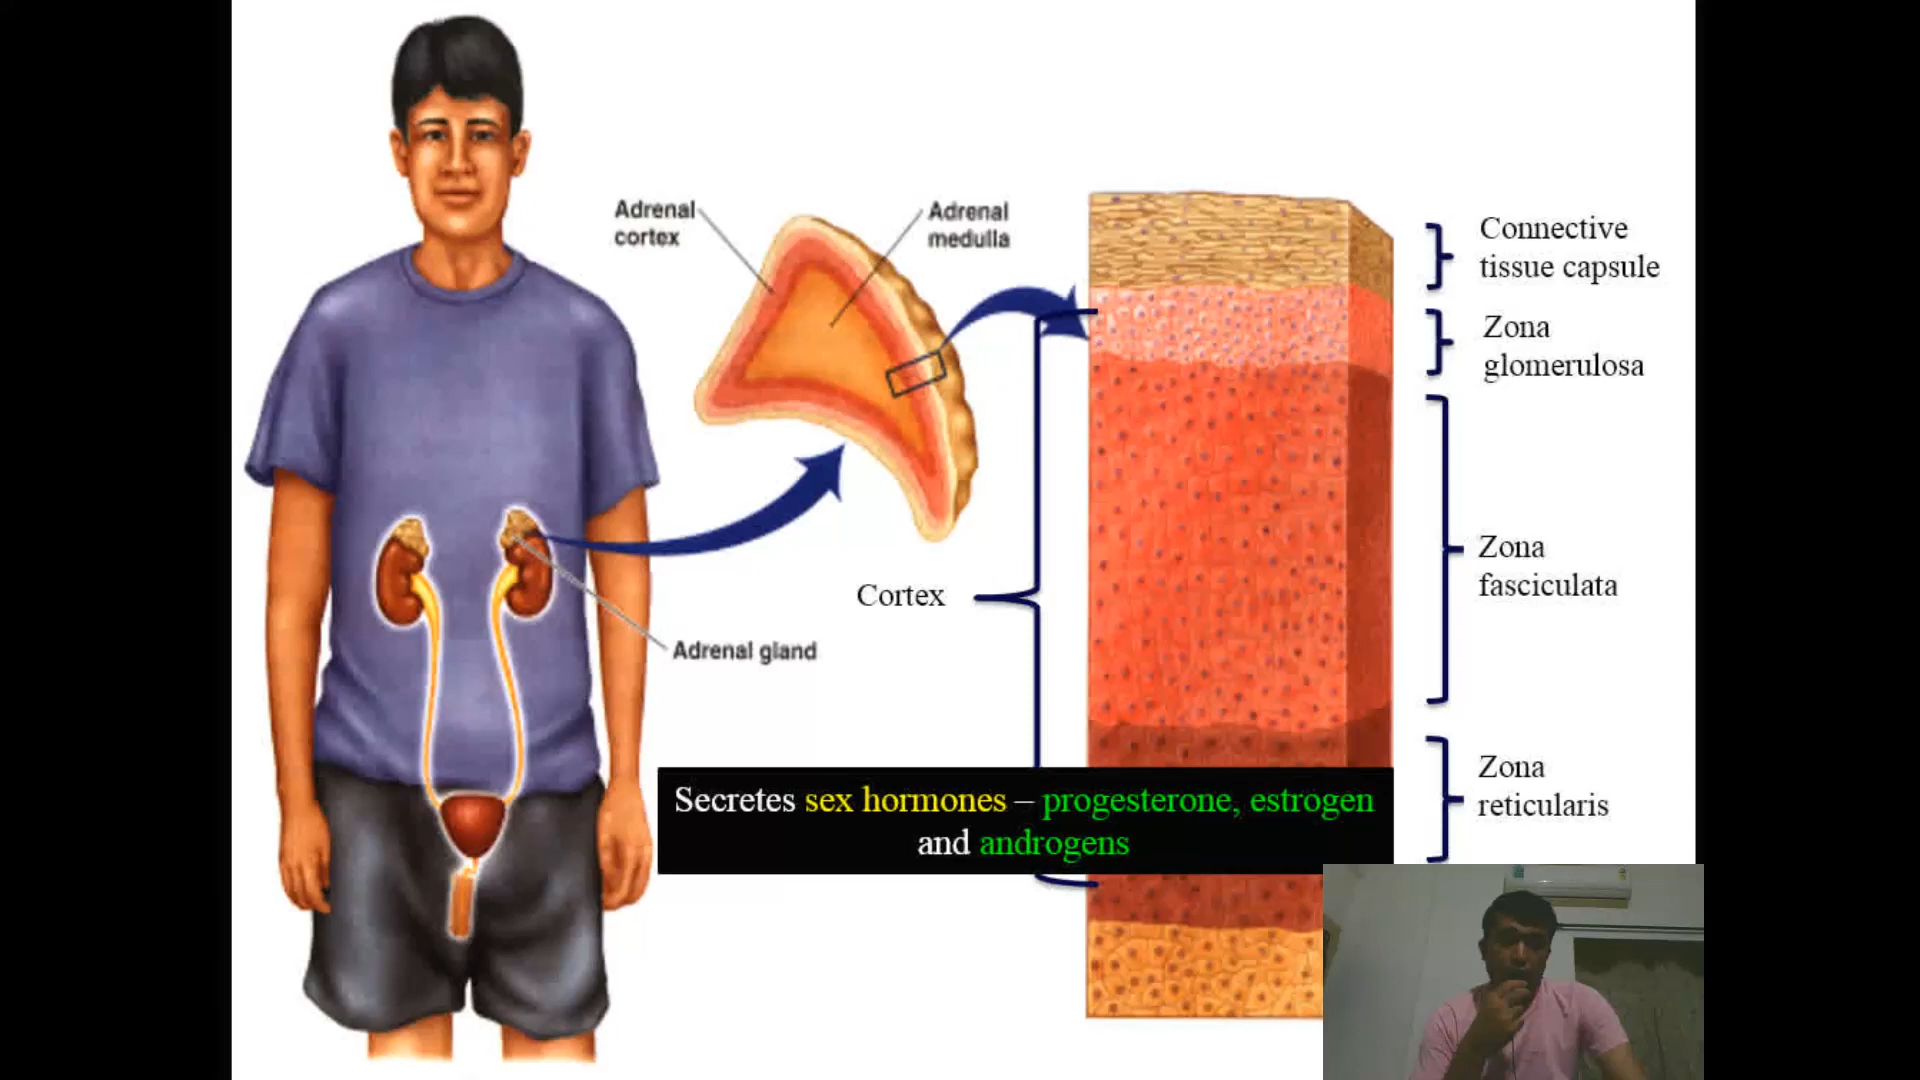 Adrenal
cortex
Adrenal
medulla
Connective
tissue capsule
Zona
glomerulosa
Zona
fasciculata
Cortex
Adrenal gland
Zona
reticularis
Secretes sex hormones – progesterone, estrogen
and androgens